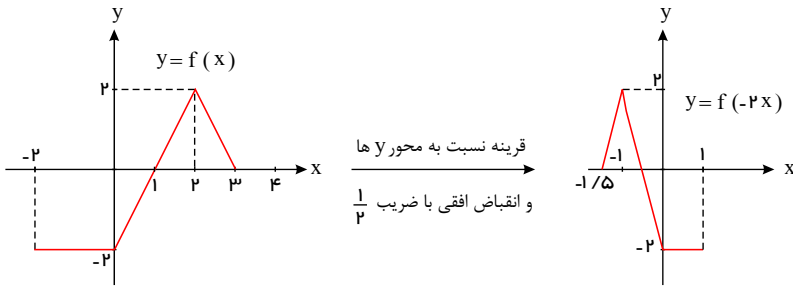 y
y = f (x)
۲
-۲
۱
۲
۳
۴
x
-۲
قرینه نسبت به محور y ها
و انقباض افقی با ضریب ۱/۲
y
۲
y = f (-۲x)
-۱
۱
-۱/۵
x
-۲